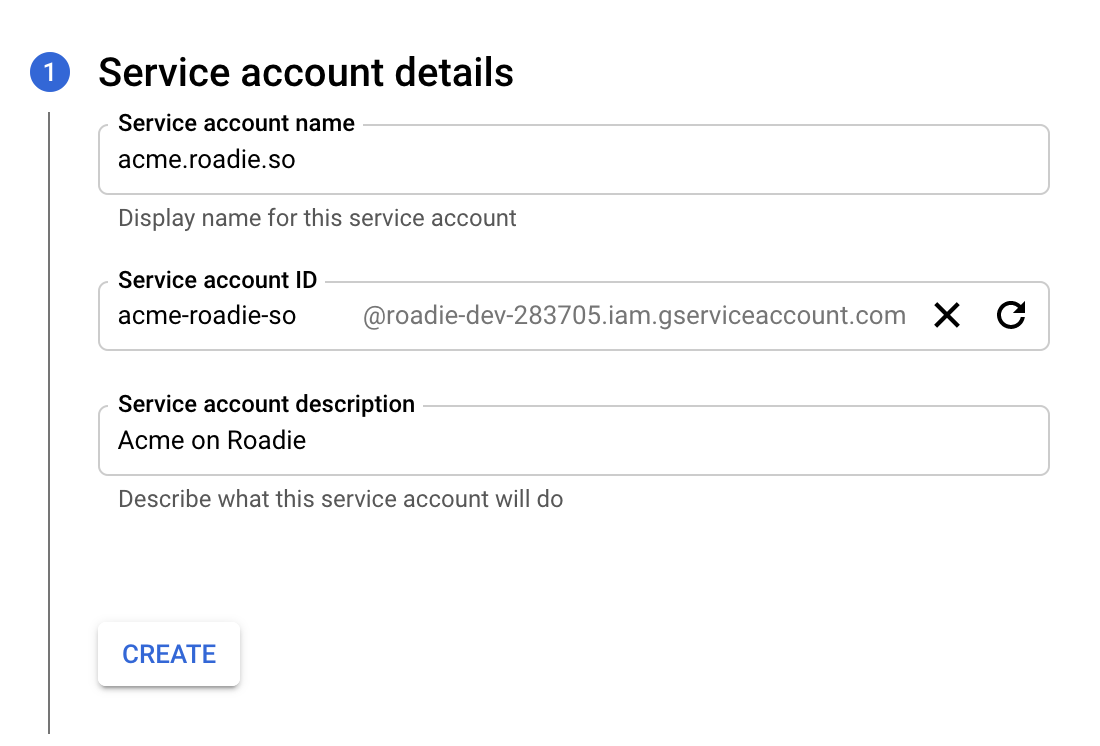 1 Service account details
Service account name
acme.roadie.so
Display name for this service account
Service account ID
acme-roadie-so @roadie-dev-283705.iam.gserviceaccount.com
Service account description
Acme on Roadie
Describe what this service account will do
CREATE